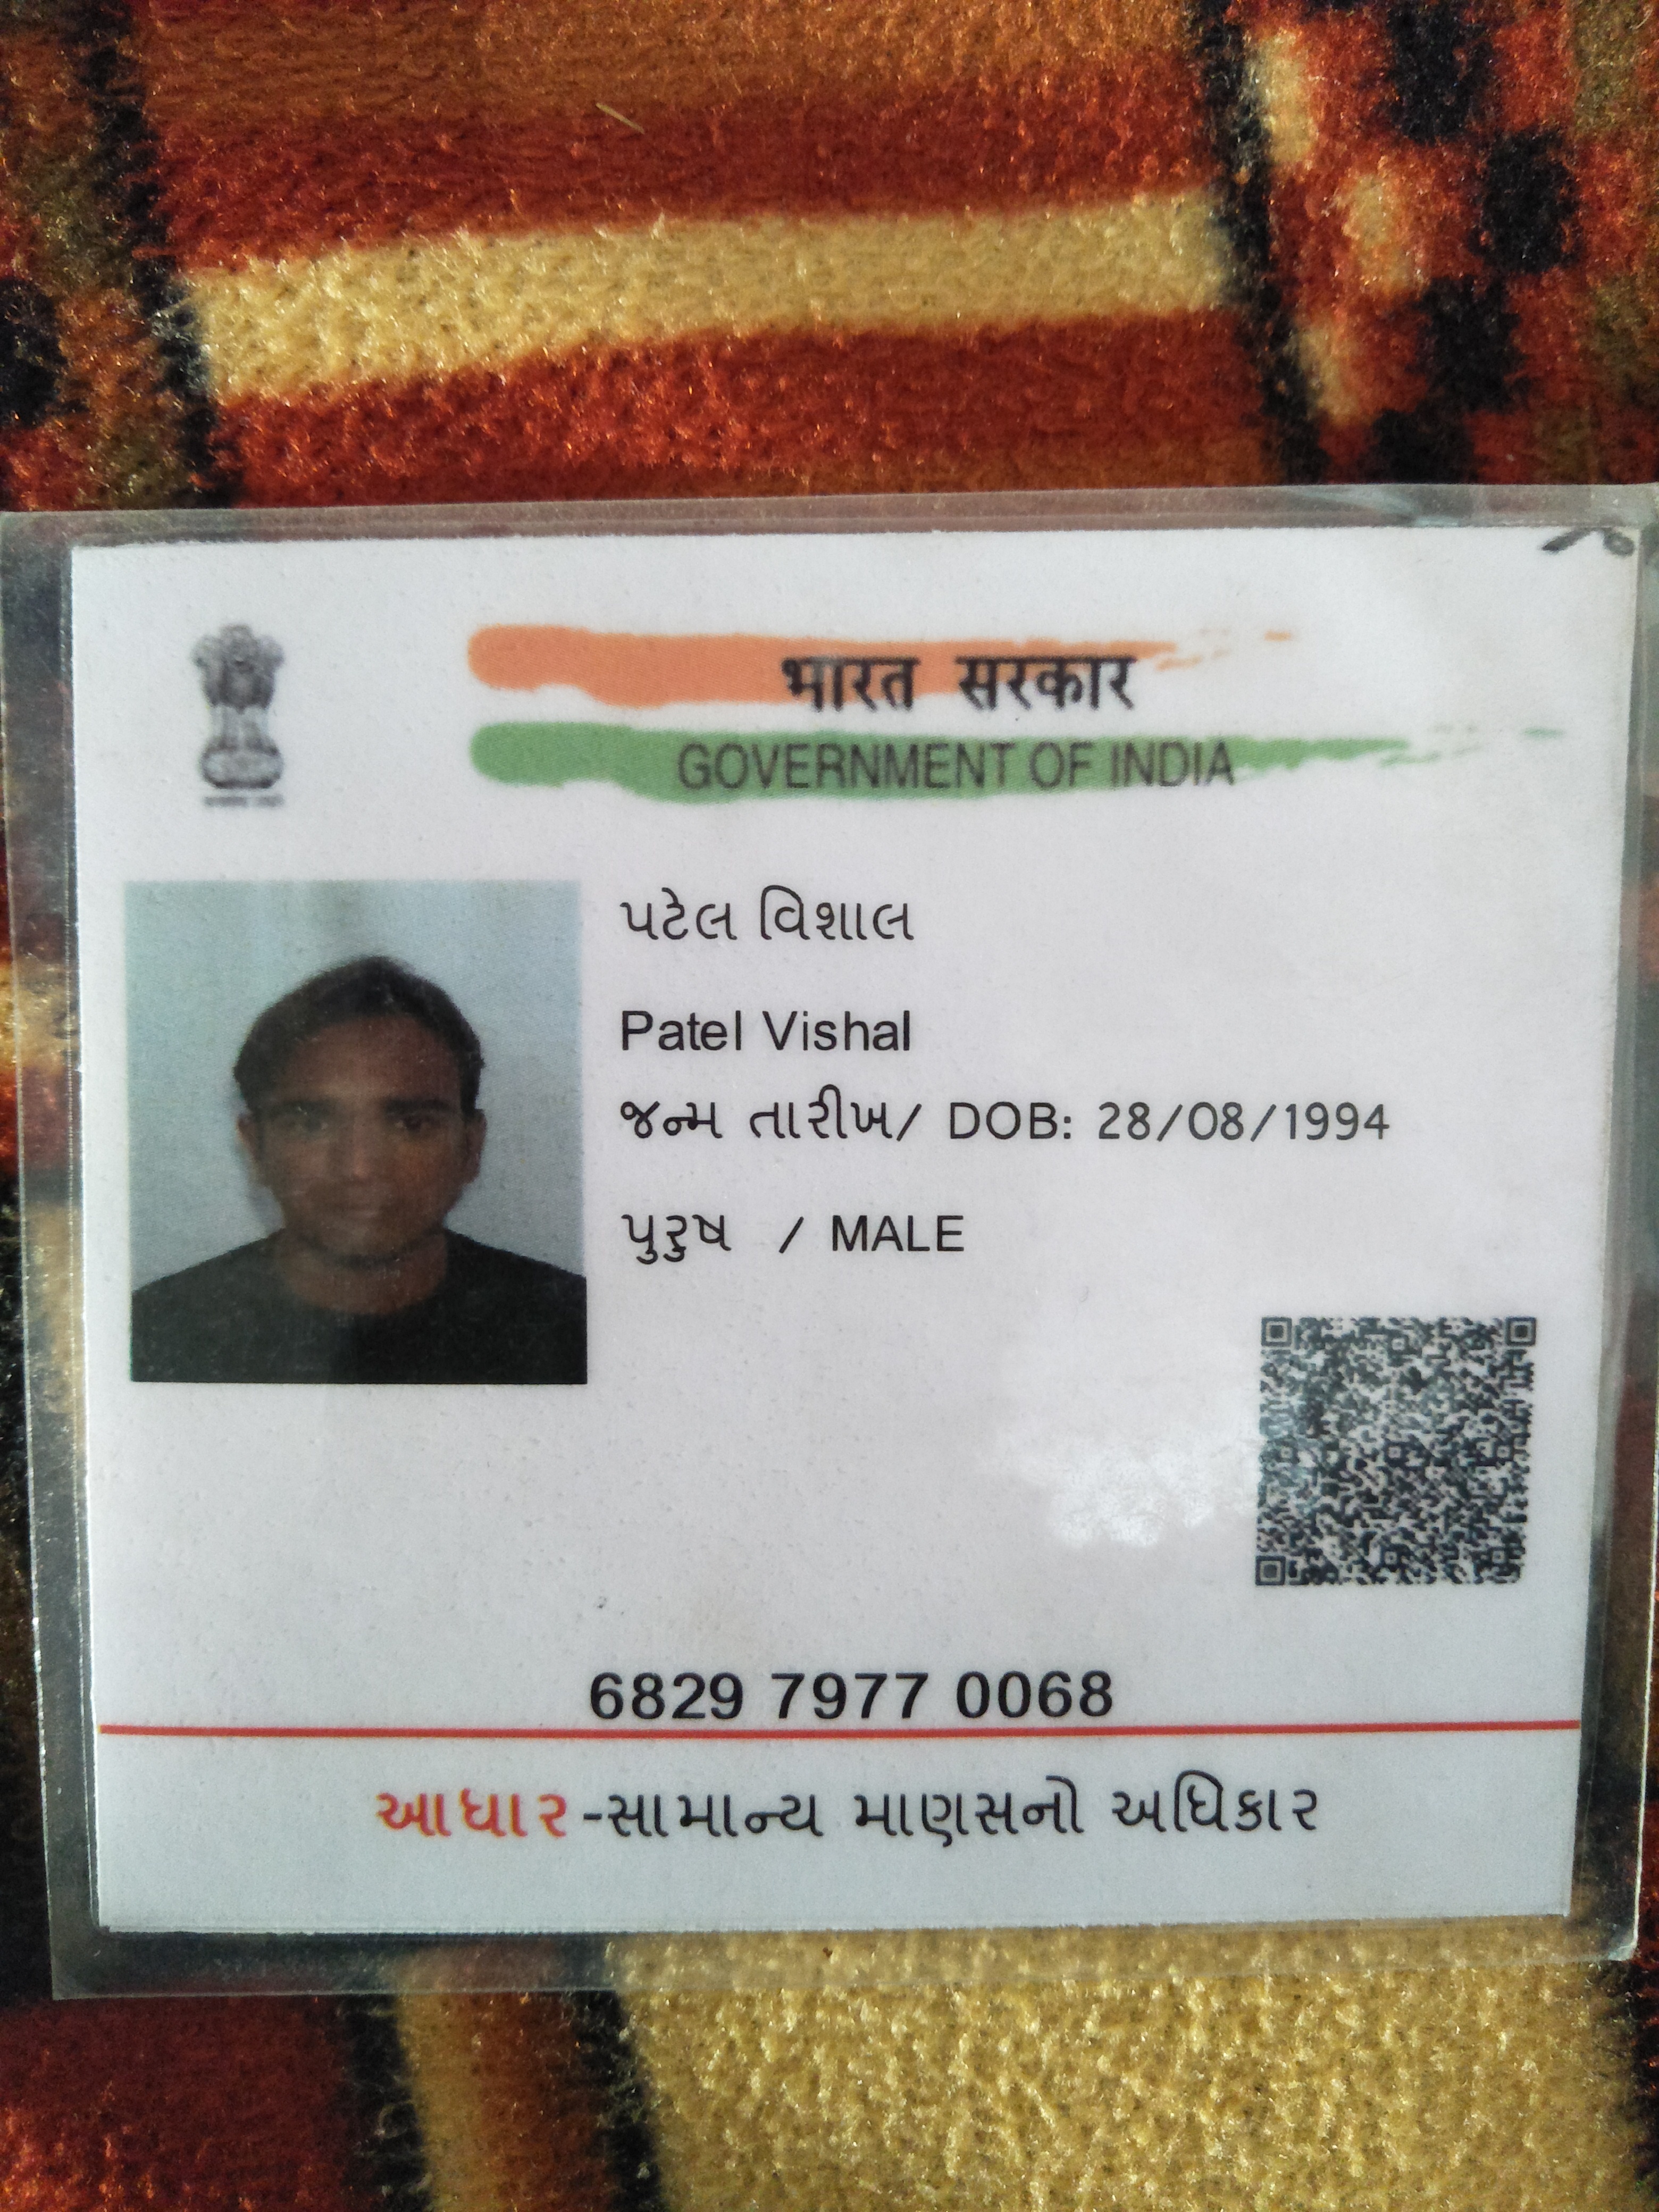 भारत सरकार
GOVERNMENT OF INDIA
પટેલ વિશાલ
Patel Vishal
જન્મ તારીખ/ DOB: 28/08/1994
પુરુષ / MALE
6829 7977 0068
આધાર-સામાન્ય માણસનો અધિકાર